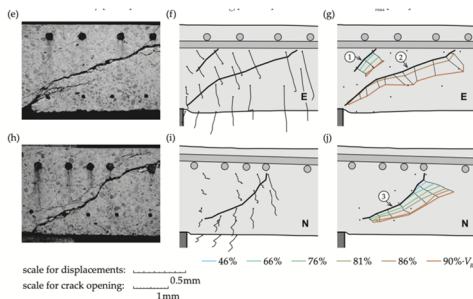 (e)
(f)
(g)
1
2
E
E
(h)
(i)
(j)
3
N
N
scale for displacements:
0.5mm
scale for crack opening:
1mm
46%
66%
76%
81%
86%
90%·V